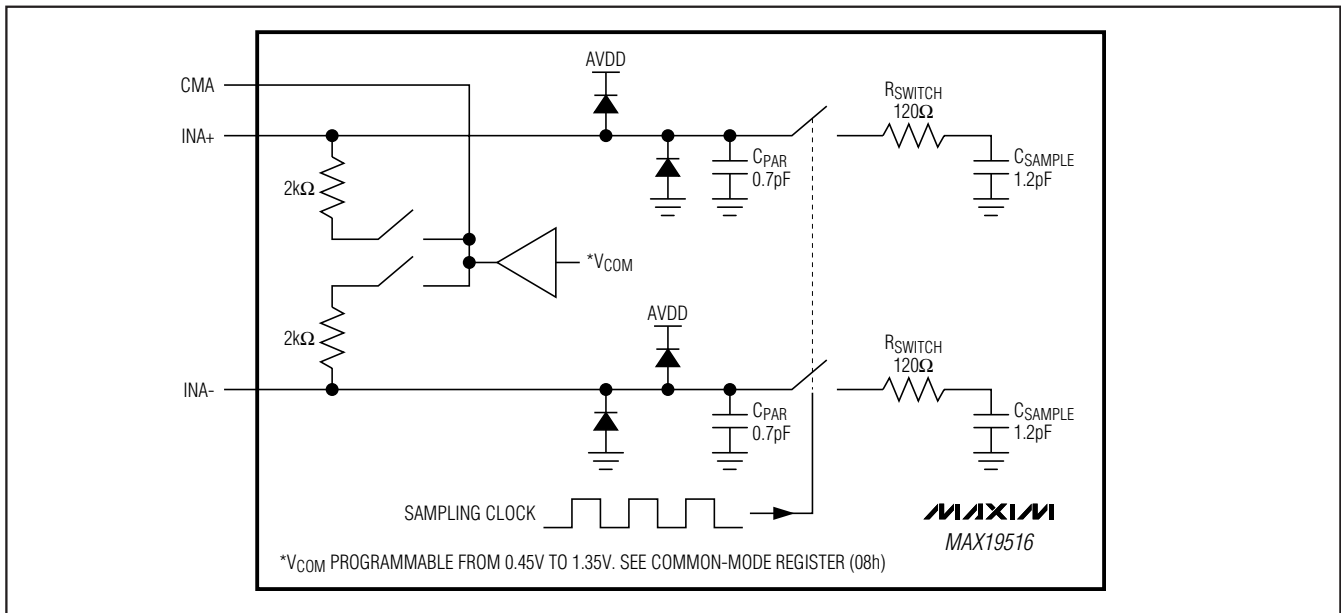 AVDD
CMA
RSWITCH
120Ω
INA+
CPAR
0.7pF
CSAMPLE
1.2pF
2kΩ
*VCOM
AVDD
2kΩ
RSWITCH
120Ω
INA-
CPAR
0.7pF
CSAMPLE
1.2pF
SAMPLING CLOCK
MAXIM
MAX19516
*VCOM PROGRAMMABLE FROM 0.45V TO 1.35V. SEE COMMON-MODE REGISTER (08h)